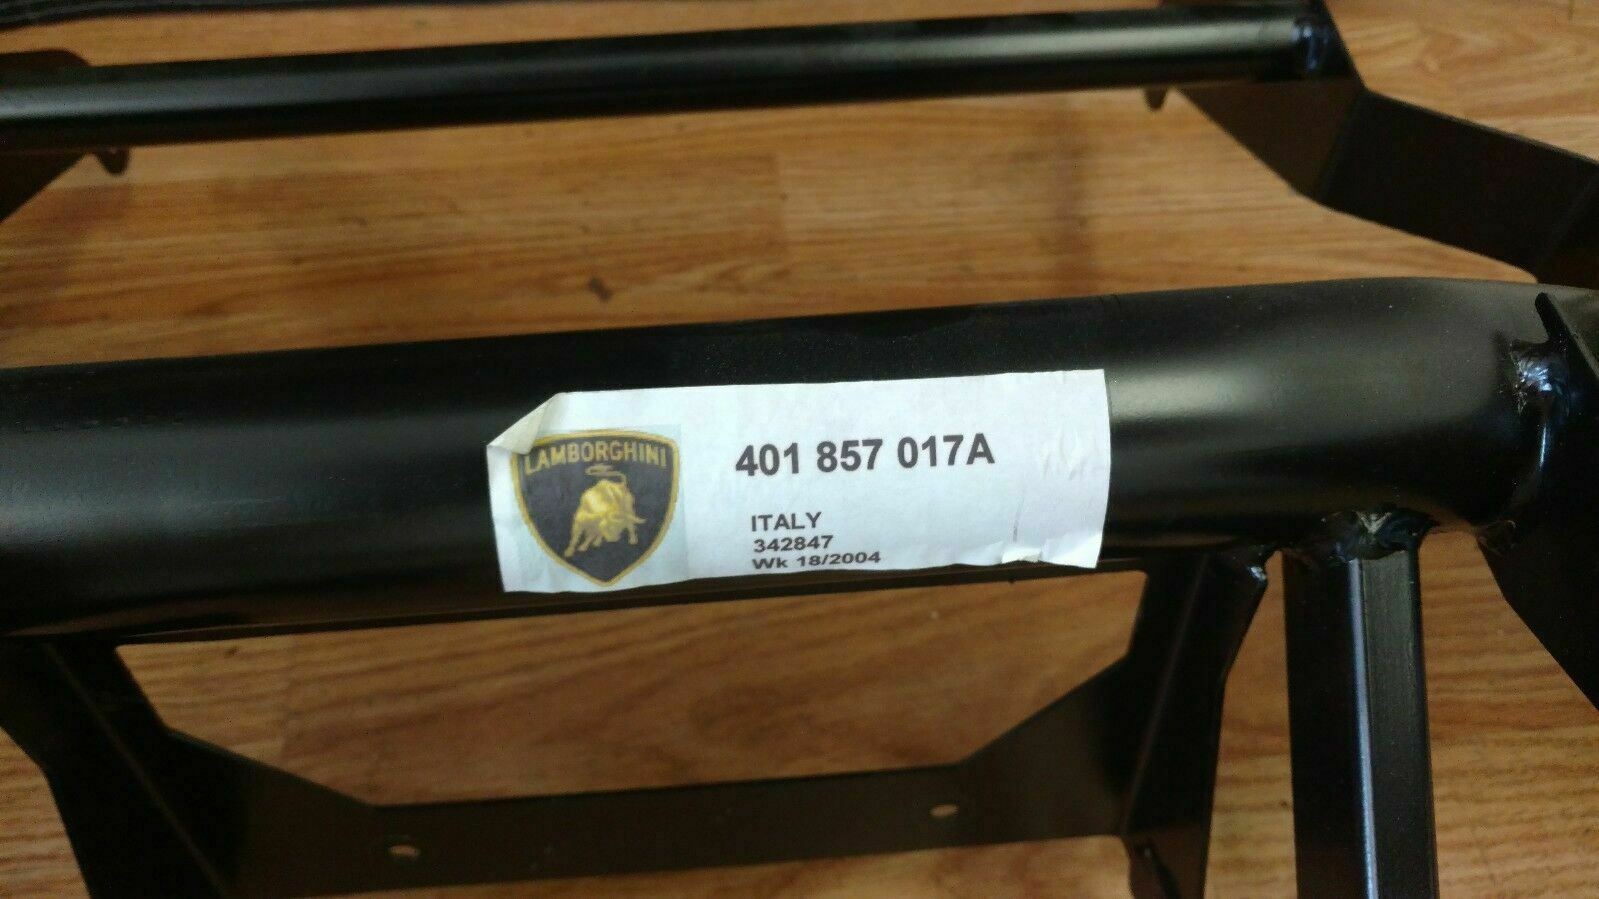 LAMBORGHINI
401 857 017A
ITALY
342847
Wk 18/2004